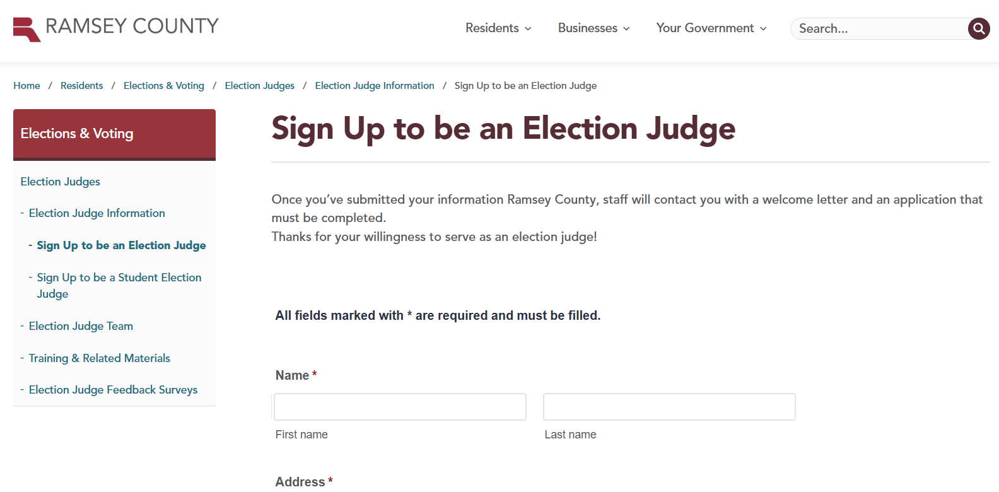 RAMSEY COUNTY
Residents
Businesses
Your Government
Search...
Home / Residents / Elections & Voting / Election Judges / Election Judge Information / Sign Up to be an Election Judge
Elections & Voting
Election Judges
- Election Judge Information
- Sign Up to be an Election Judge
- Sign Up to be a Student Election
Judge
- Election Judge Team
- Training & Related Materials
- Election Judge Feedback Surveys
Sign Up to be an Election Judge
Once you’ve submitted your information Ramsey County, staff will contact you with a welcome letter and an application that
must be completed.
Thanks for your willingness to serve as an election judge!
All fields marked with * are required and must be filled.
Name *
First name
Last name
Address *